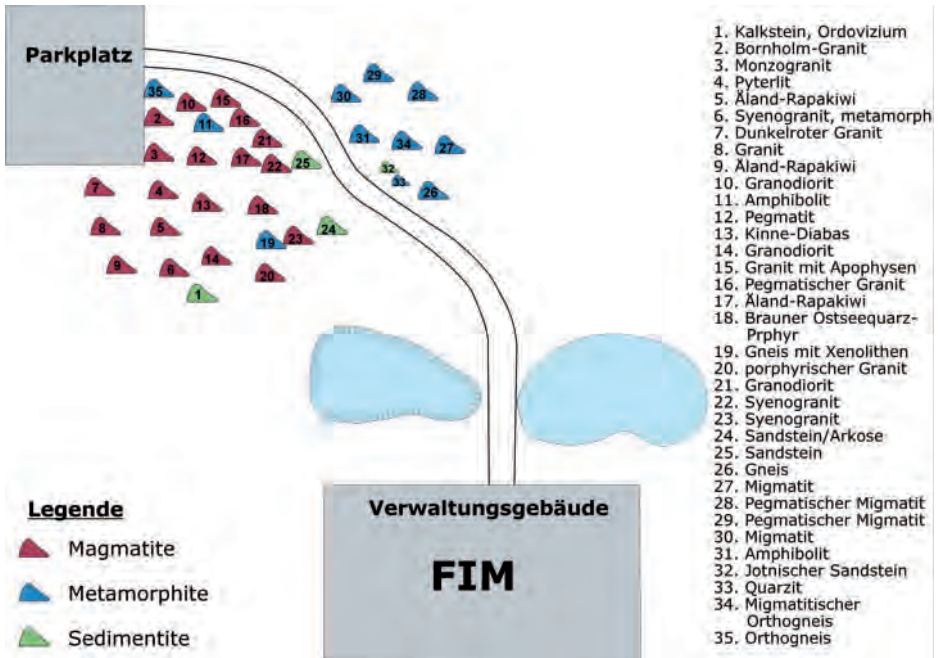 Parkplatz
35
10
15
2
11
16
21
3
12
17
22
25
7
4
13
18
24
8
5
19
23
9
6
14
20
1
29
30
28
31
34
27
32
33
26
1. Kalkstein, Ordovizium
2. Bornholm-Granit
3. Monzogranit
4. Pyterlit
5. Åland-Rapakiwi
6. Syenogranit, metamorph
7. Dunkelroter Granit
8. Granit
9. Åland-Rapakiwi
10. Granodiorit
11. Amphibolit
12. Pegmatit
13. Kinne-Diabas
14. Granodiorit
15. Granit mit Apophysen
16. Pegmatischer Granit
17. Åland-Rapakiwi
18. Brauner Ostseequarz-
Prphyr
19. Gneis mit Xenolithen
20. porphyrischer Granit
21. Granodiorit
22. Syenogranit
23. Syenogranit
24. Sandstein/Arkose
25. Sandstein
26. Gneis
27. Migmatit
28. Pegmatischer Migmatit
29. Pegmatischer Migmatit
30. Migmatit
31. Amphibolit
32. Jotnischer Sandstein
33. Quarzit
34. Migmatitischer
Orthogneis
35. Orthogneis
Legende
Magmatite
Metamorphite
Sedimentite
Verwaltungsgebäude
FIM